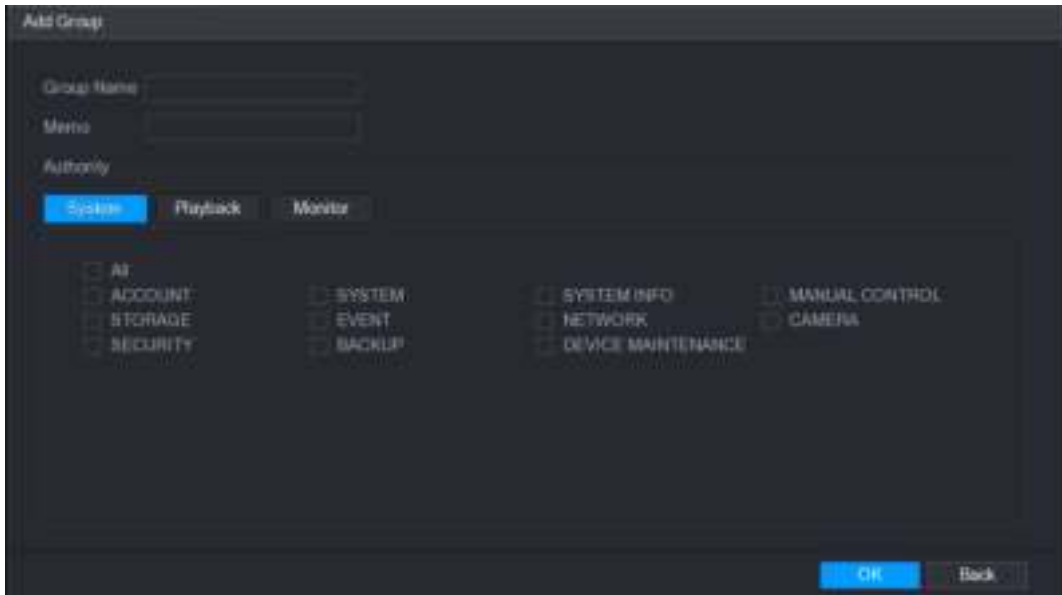 Add Group
Group Name
Memo
Authority
System Playback Monitor
All
ACCOUNT SYSTEM SYSTEM INFO MANUAL CONTROL
STORAGE EVENT NETWORK CAMERA
SECURITY BACKUP DEVICE MAINTENANCE
OK Back